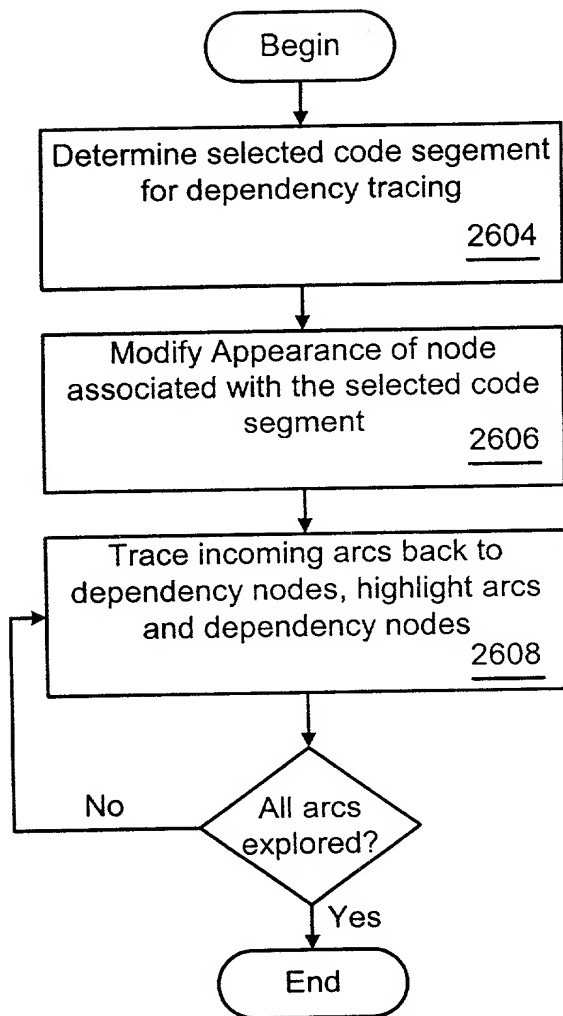 Begin
Determine selected code segement
for dependency tracing
2604
Modify Appearance of node
associated with the selected code
segment
2606
Trace incoming arcs back to
dependency nodes, highlight arcs
and dependency nodes
2608
All arcs
explored?
No
Yes
End